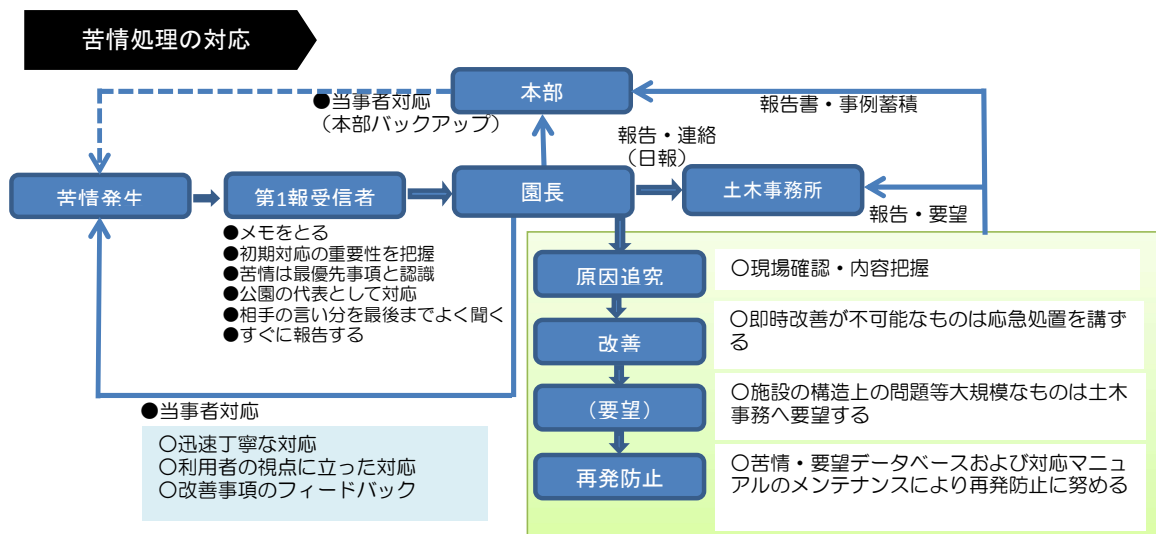 苦情処理の対応
本部
●当事者対応
（本部バックアップ）
報告書・事例蓄積
報告・連絡
（日報）
苦情発生
第1報受信者
園長
土木事務所
報告・要望
●メモをとる
●初期対応の重要性を把握
●苦情は最優先事項と認識
●公園の代表として対応
●相手の言い分を最後までよく聞く
●すぐに報告する
原因追究
〇現場確認・内容把握
改善
〇即時改善が不可能なものは応急処置を講ず
る
（要望）
〇施設の構造上の問題等大規模なものは土木
事務へ要望する
再発防止
〇苦情・要望データベースおよび対応マニュ
アルのメンテナンスにより再発防止に努める
●当事者対応
〇迅速丁寧な対応
〇利用者の視点に立った対応
〇改善事項のフィードバック